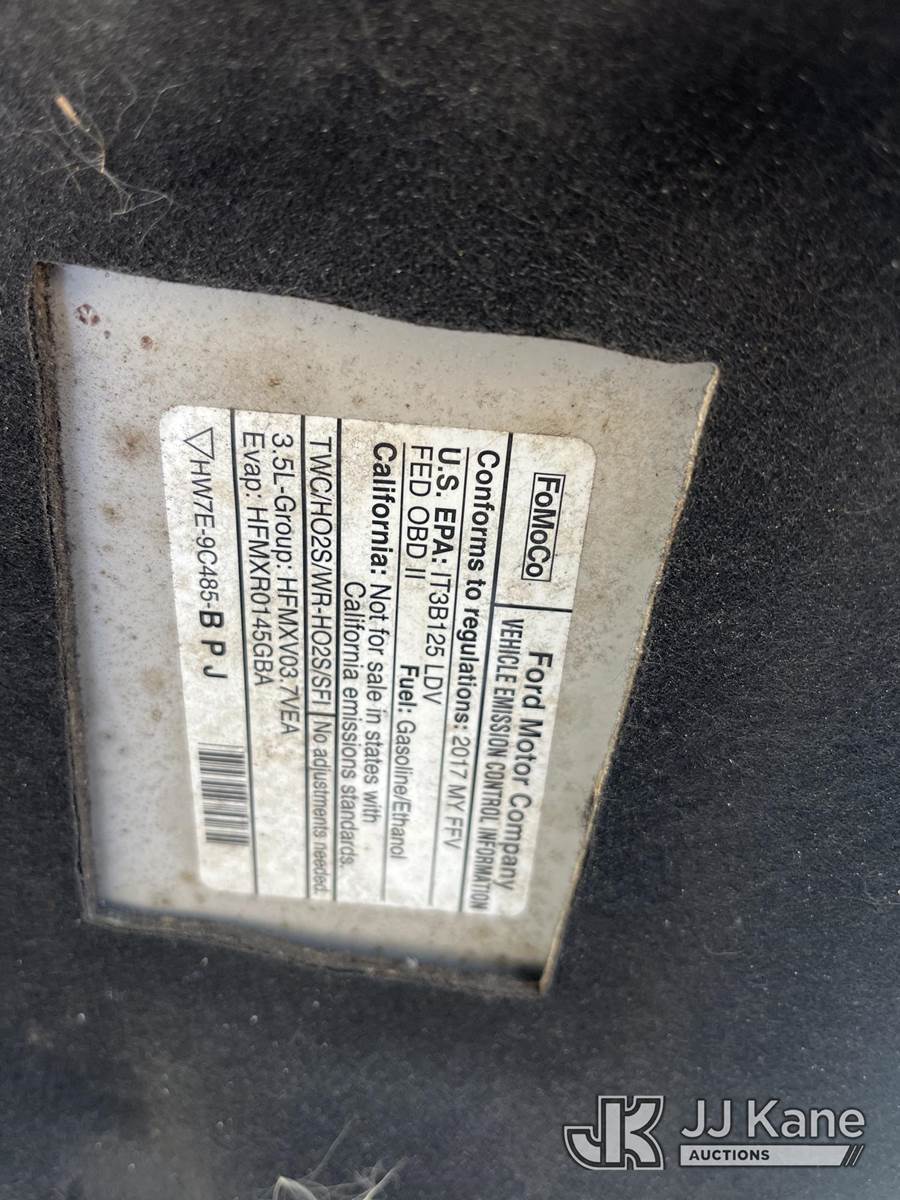 FoMoCo
Ford Motor Company
VEHICLE EMISSION CONTROL INFORMATION
Conforms to regulations: 2017 MY FFV
U.S. EPA: IT3B125 LDV
FED OBD II Fuel: Gasoline/Ethanol
California: Not for sale in states with
California emissions standards.
TWC/HO2S/WR-HO2S/SFI No adjustments needed.
3.5L-Group: HFMXV03.7VEA
Evap: HFMXR0145GBA
HW7E-9C485-B P J
JK JJ Kane
AUCTIONS